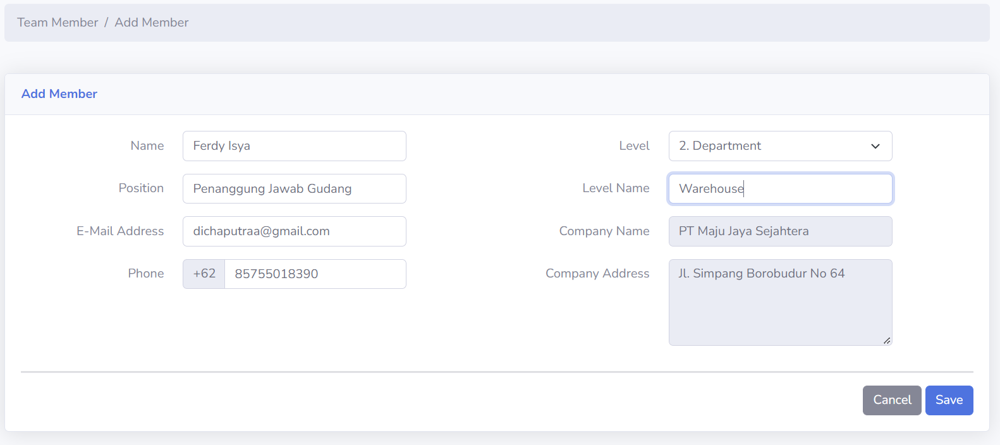 Team Member / Add Member
Add Member
Name
Ferdy Isya
Position
Penanggung Jawab Gudang
E-Mail Address
dichaputraa@gmail.com
Phone
+62 85755018390
Level
2. Department
Level Name
Warehouse
Company Name
PT Maju Jaya Sejahtera
Company Address
Jl. Simpang Borobudur No 64
Cancel Save